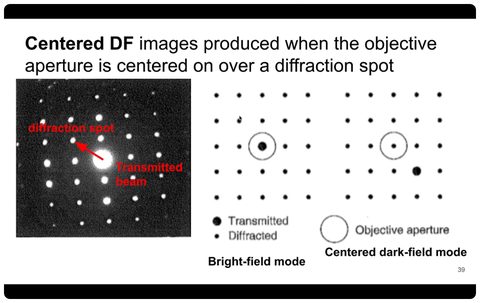 Centered DF images produced when the objective
aperture is centered on over a diffraction spot
diffraction spot
Transmitted
beam
Transmitted
Diffracted
Objective aperture
Bright-field mode
Centered dark-field mode
39